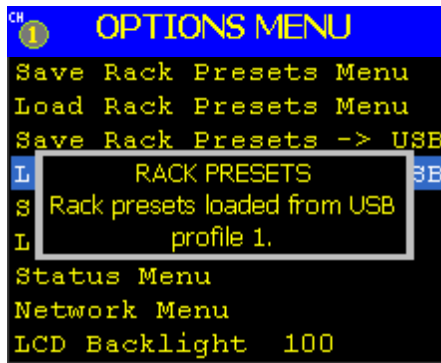 CH
1
OPTIONS MENU
Save Rack Presets Menu
Load Rack Presets Menu
Save Rack Presets -> USB
L
RACK PRESETS
S
Rack presets loaded from USB
L
profile 1.
Status Menu
Network Menu
LCD Backlight 100